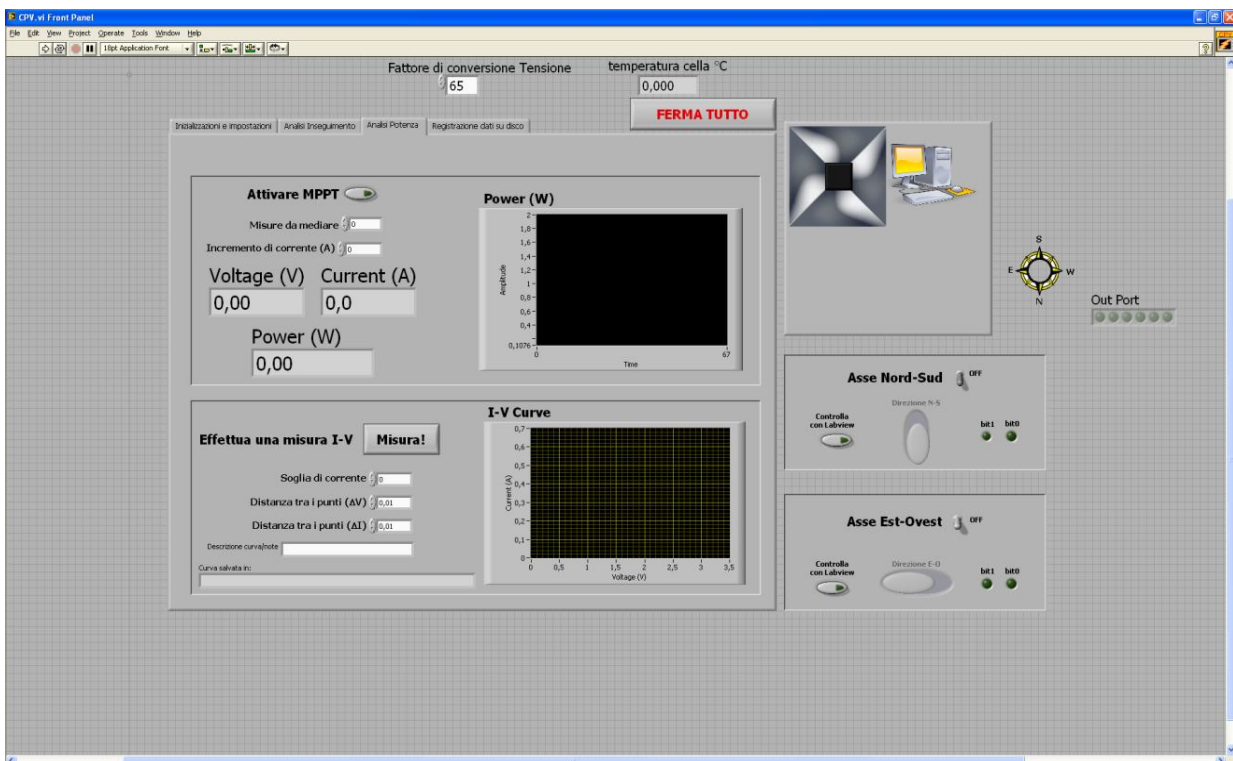 CPV.vi Front Panel
File Edit View Project Operate Tools Window Help
18pt Application Font
Fattore di conversione Tensione
65
temperatura cella °C
0,000
FERMA TUTTO
Inizializzazioni e impostazioni
Analisi Inseguimento
Analisi Potenza
Registrazione dati su disco
Attivare MPPT
Misure da mediare
0
Incremento di corrente (A)
0
Voltage (V)
0,00
Current (A)
0,0
Power (W)
0,00
Power (W)
2
1,8
1,6
1,4
1,2
1
0,8
0,6
0,4
0,1076
Amplitude
0
67
Time
Effettua una misura I-V
Misura!
Soglia di corrente
0
Distanza tra i punti (ΔV)
0,01
Distanza tra i punti (ΔI)
0,01
Descrizione curva/note
Curva salvata in:
I-V Curve
0,7
0,6
0,5
0,4
0,3
0,2
0,1
0
Current (A)
0 0,5 1 1,5 2 2,5 3 3,5
Voltage (V)
S
E
W
N
Out Port
Asse Nord-Sud
OFF
Direzione N-S
Controlla
con Labview
bit1 bit0
Asse Est-Ovest
OFF
Controlla
con Labview
Direzione E-O
bit1 bit0